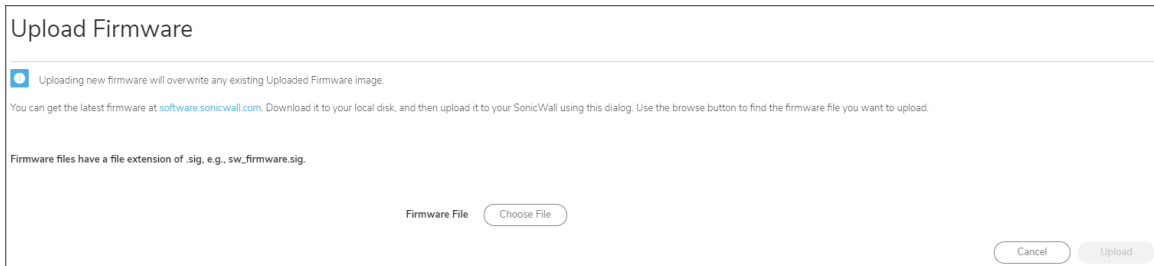 Upload Firmware
Uploading new firmware will overwrite any existing Uploaded Firmware image.
You can get the latest firmware at software.sonicwall.com. Download it to your local disk, and then upload it to your SonicWall using this dialog. Use the browse button to find the firmware file you want to upload.
Firmware files have a file extension of .sig, e.g., sw_firmware.sig.
Firmware File Choose File
Cancel Upload